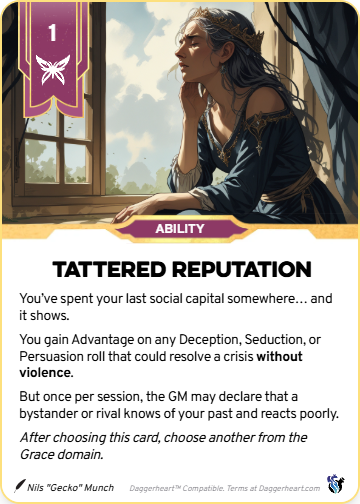 1
ABILITY
TATTERED REPUTATION
You've spent your last social capital somewhere… and
it shows.
You gain Advantage on any Deception, Seduction, or
Persuasion roll that could resolve a crisis without
violence.
But once per session, the GM may declare that a
bystander or rival knows of your past and reacts poorly.
After choosing this card, choose another from the
Grace domain.
Nils "Gecko" Munch
Daggerheart™ Compatible. Terms at Daggerheart.com